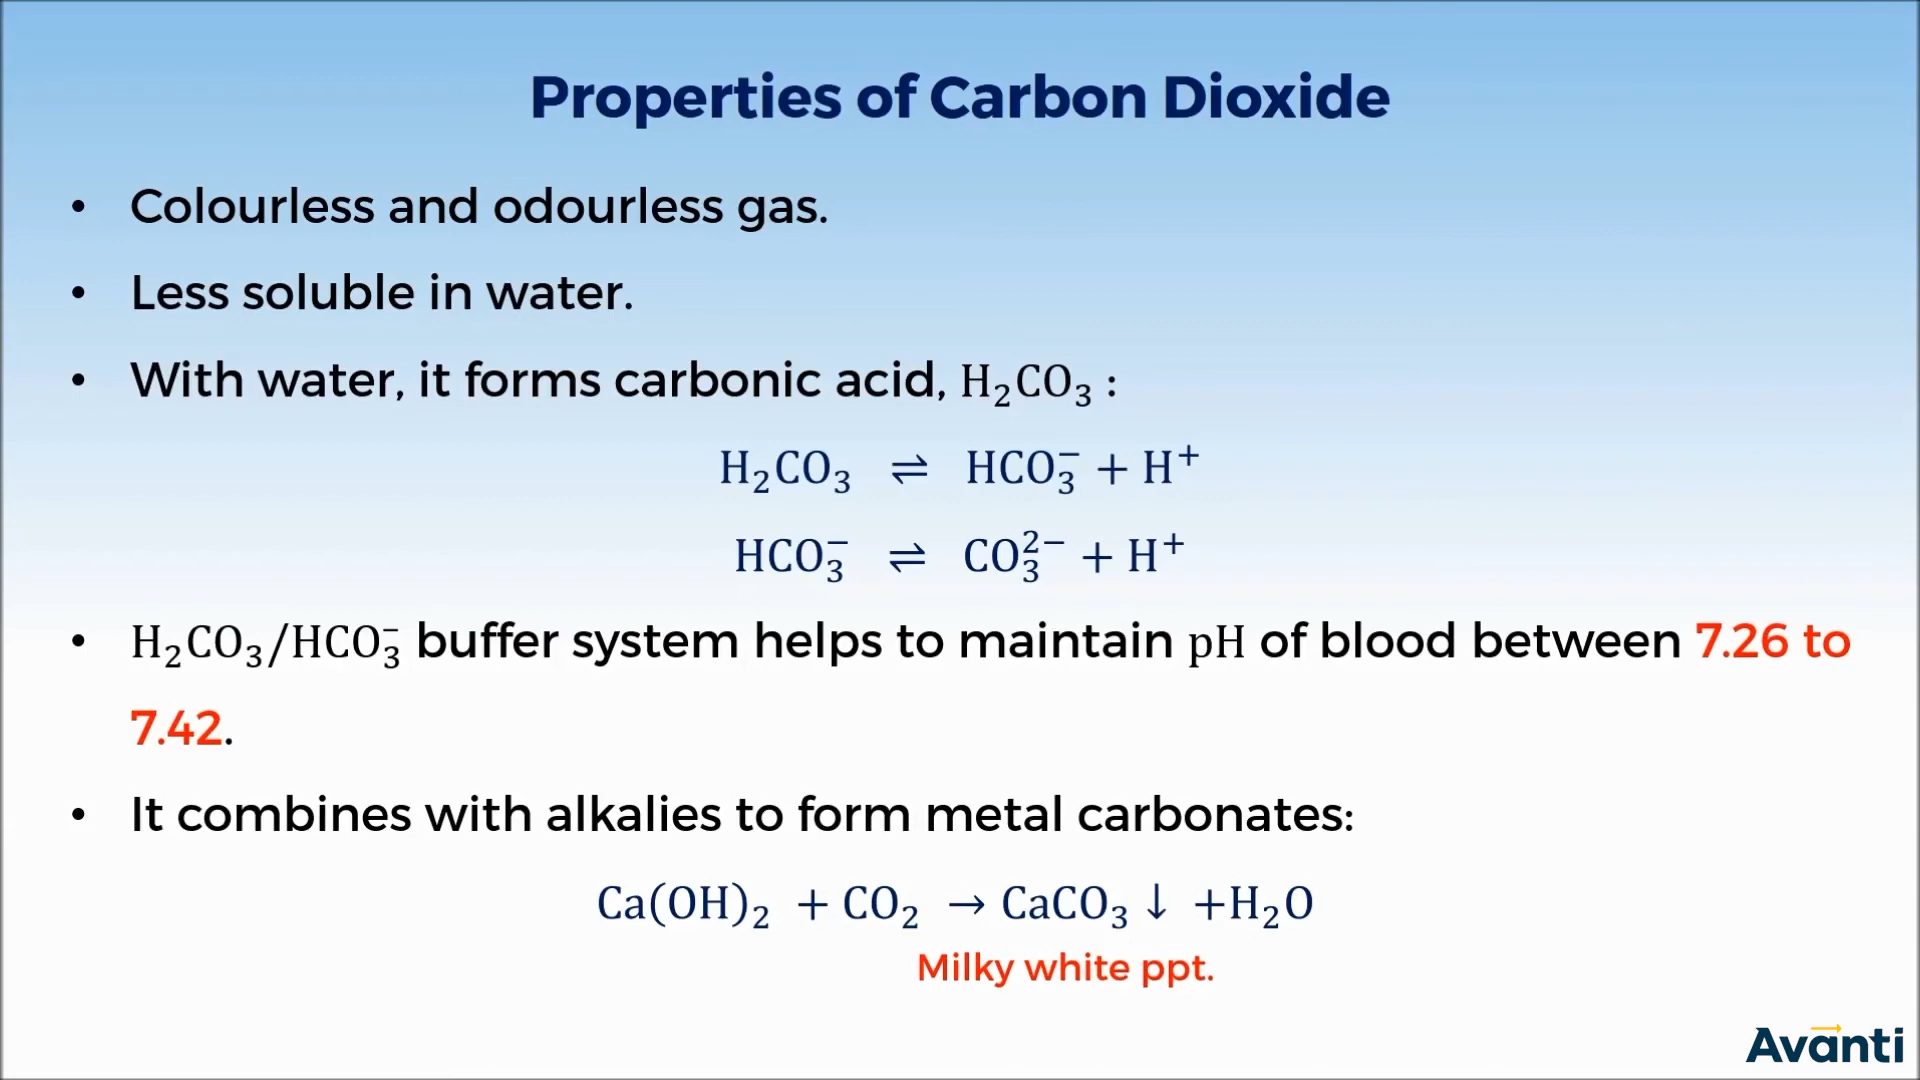 Properties of Carbon Dioxide
• Colourless and odourless gas.
• Less soluble in water.
• With water, it forms carbonic acid, H₂CO₃ :
H₂CO₃ ⇌ HCO₃⁻ + H⁺
HCO₃⁻ ⇌ CO₃²⁻ + H⁺
• H₂CO₃/HCO₃⁻ buffer system helps to maintain pH of blood between 7.26 to
7.42.
• It combines with alkalies to form metal carbonates:
Ca(OH)₂ + CO₂ → CaCO₃ ↓ +H₂O
Milky white ppt.
Avanti